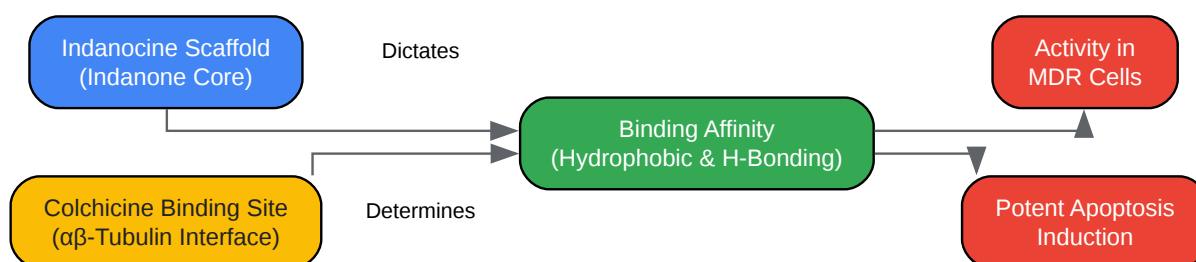 Indanocine Scaffold
(Indanone Core)
Dictates
Activity in
MDR Cells
Binding Affinity
(Hydrophobic & H-Bonding)
Colchicine Binding Site
(αβ-Tubulin Interface)
Determines
Potent Apoptosis
Induction